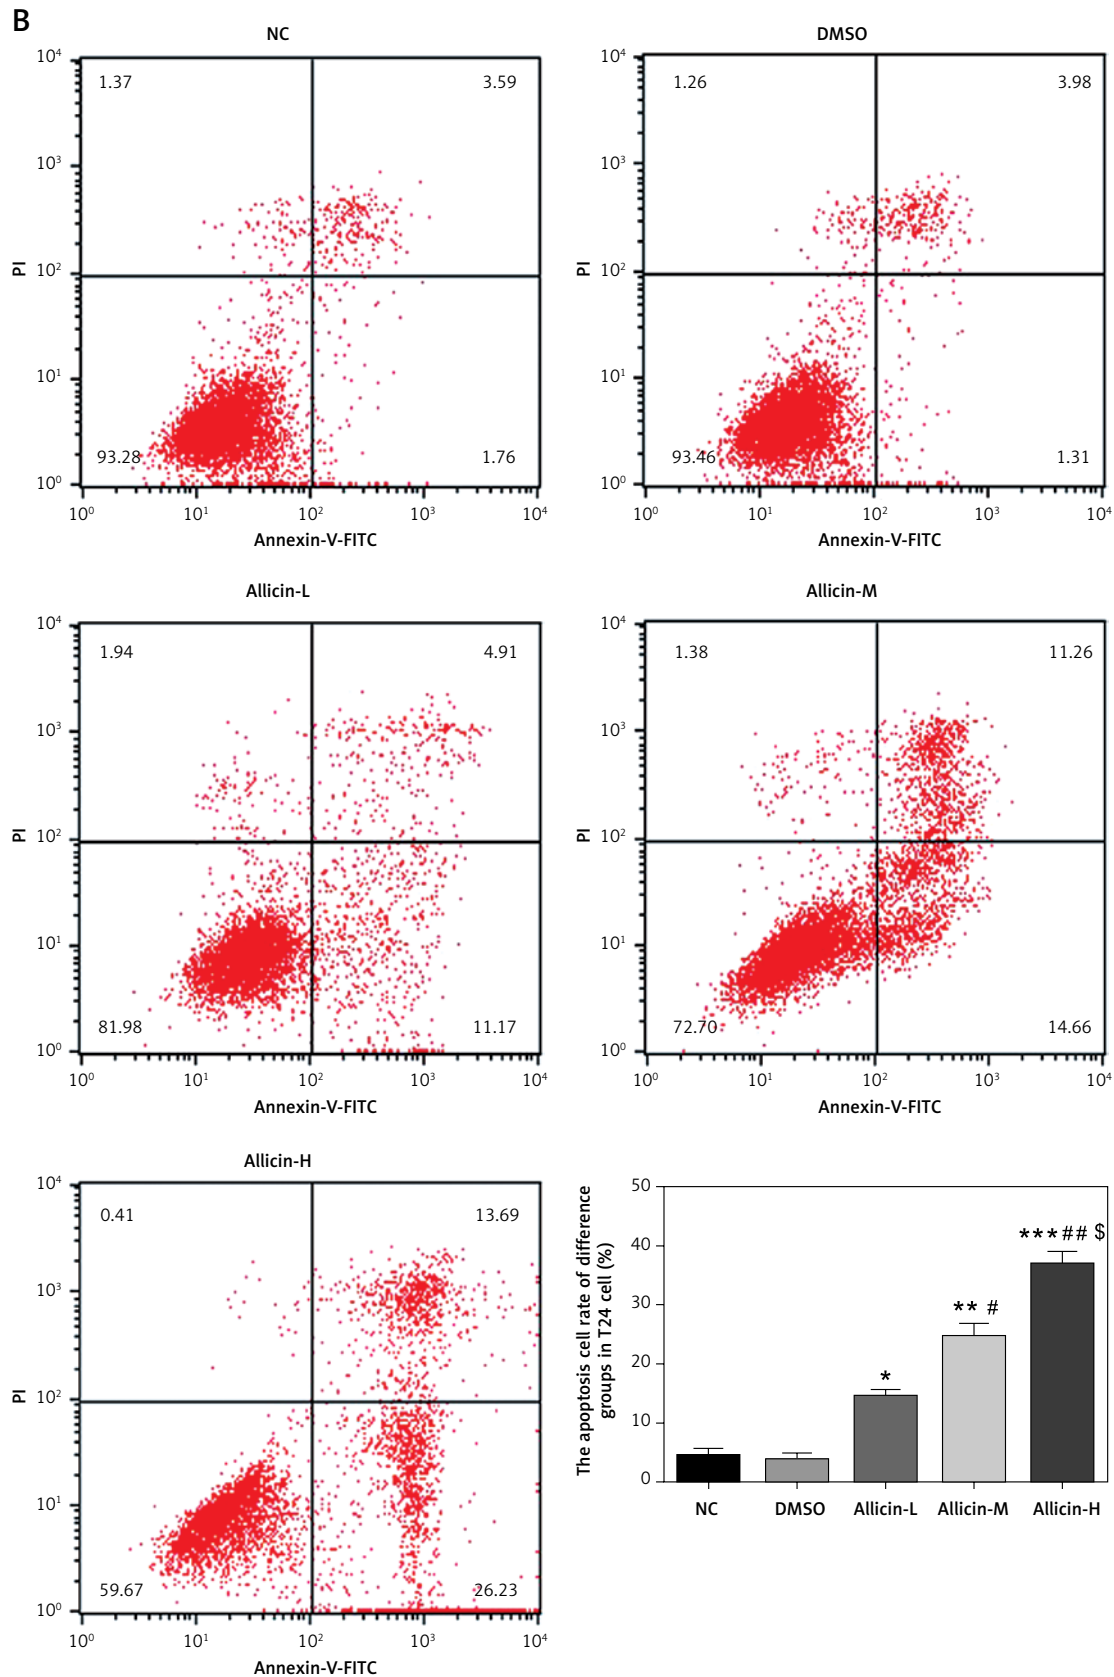 B
NC
10⁴
10³
10²
10¹
10⁰
PI
1.37
3.59
93.28
1.76
10⁰ 10¹ 10² 10³ 10⁴
Annexin-V-FITC
DMSO
10⁴
10³
10²
10¹
10⁰
PI
1.26
3.98
93.46
1.31
10⁰ 10¹ 10² 10³ 10⁴
Annexin-V-FITC
Allicin-L
10⁴
10³
10²
10¹
10⁰
PI
1.94
4.91
81.98
11.17
10⁰ 10¹ 10² 10³ 10⁴
Annexin-V-FITC
Allicin-M
10⁴
10³
10²
10¹
10⁰
PI
1.38
11.26
72.70
14.66
10⁰ 10¹ 10² 10³ 10⁴
Annexin-V-FITC
Allicin-H
10⁴
10³
10²
10¹
10⁰
PI
0.41
13.69
59.67
26.23
10⁰ 10¹ 10² 10³ 10⁴
Annexin-V-FITC
The apoptosis cell rate of difference
groups in T24 cell (%)
50
40
30
20
10
0
*
** #
***## $
NC DMSO Allicin-L Allicin-M Allicin-H